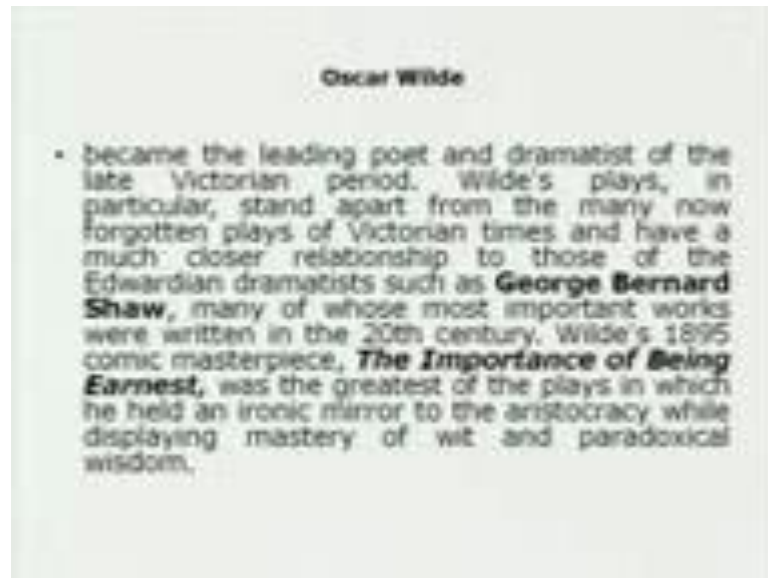 Oscar Wilde
• became the leading poet and dramatist of the
late Victorian period. Wilde's plays, in
particular, stand apart from the many now
forgotten plays of Victorian times and have a
much closer relationship to those of the
Edwardian dramatists such as George Bernard
Shaw, many of whose most important works
were written in the 20th century. Wilde's 1895
comic masterpiece, The Importance of Being
Earnest, was the greatest of the plays in which
he held an ironic mirror to the aristocracy while
displaying mastery of wit and paradoxical
wisdom.